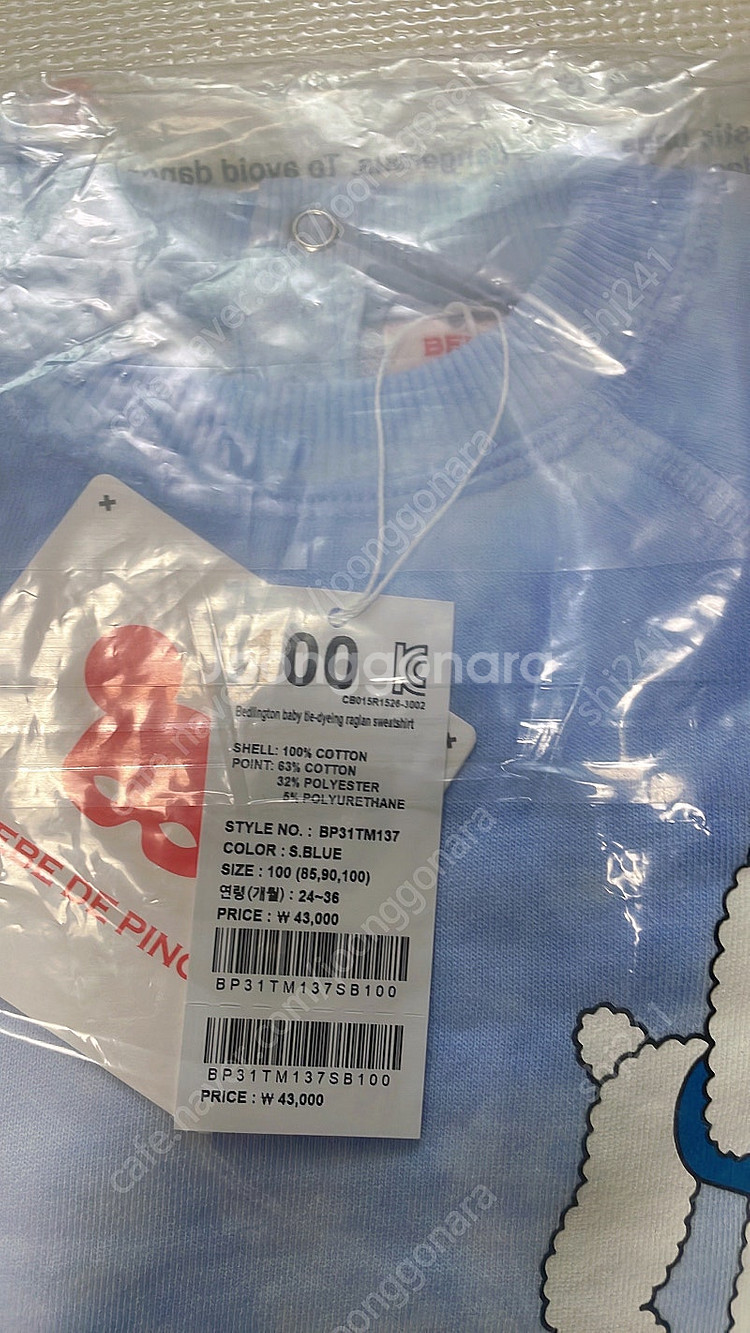 To avoid
BE
100
CB015R1526-3002
Bedlington baby tie-dyeing raglan sweatshirt
SHELL: 100% COTTON
POINT: 63% COTTON
32% POLYESTER
5% POLYURETHANE
STYLE NO. : BP31TM137
COLOR : S.BLUE
SIZE : 100 (85,90,100)
연령(개월) : 24~36
PRICE : ₩ 43,000
BP31TM137SB100
BP31TM137SB100
PRICE : ₩ 43,000
DE PINO
joonggonara
cafe.naver.com/joonggonara
shj241
shj241
shj241